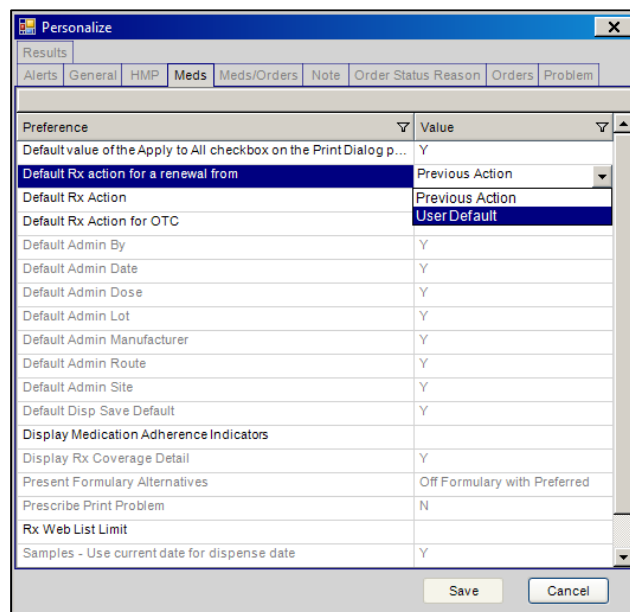 Personalize
Results
Alerts General HMP Meds Meds/Orders Note Order Status Reason Orders Problem
Preference Value
Default value of the Apply to All checkbox on the Print Dialog p... Y
Default Rx action for a renewal from Previous Action
Default Rx Action Previous Action
Default Rx Action for OTC User Default
Default Admin By Y
Default Admin Date Y
Default Admin Dose Y
Default Admin Lot Y
Default Admin Manufacturer Y
Default Admin Route Y
Default Admin Site Y
Default Disp Save Default Y
Display Medication Adherence Indicators
Display Rx Coverage Detail Y
Present Formulary Alternatives Off Formulary with Preferred
Prescribe Print Problem N
Rx Web List Limit
Samples - Use current date for dispense date Y
Save Cancel